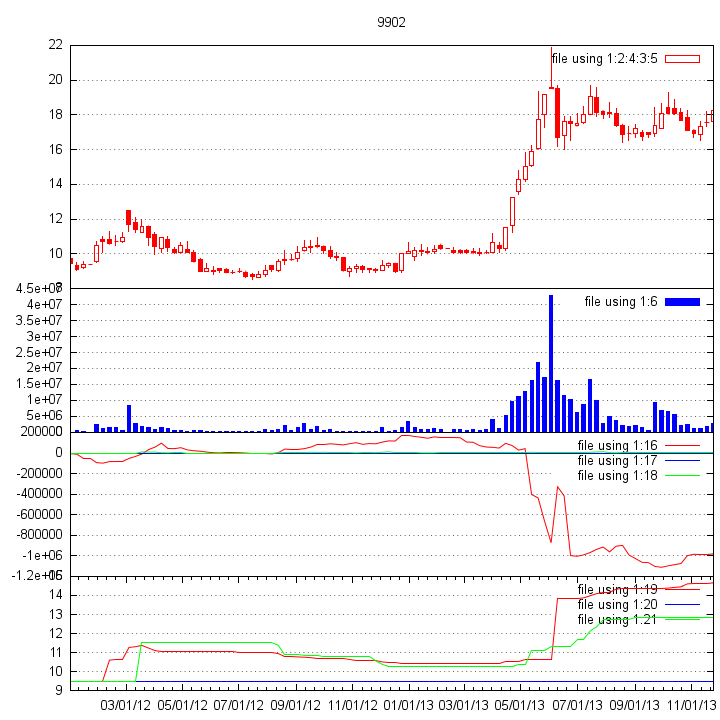 9902
22
file using 1:2:4:3:5
20
18
16
14
12
10
8
4.5e+07
file using 1:6
4e+07
3.5e+07
3e+07
2.5e+07
2e+07
1.5e+07
1e+07
5e+06
200000
file using 1:16
0
file using 1:17
file using 1:18
-200000
-400000
-600000
-800000
-1e+06
-1.2e+06
15
file using 1:19
14
file using 1:20
13
file using 1:21
12
11
10
9
03/01/12 05/01/12 07/01/12 09/01/12 11/01/12 01/01/13 03/01/13 05/01/13 07/01/13 09/01/13 11/01/13